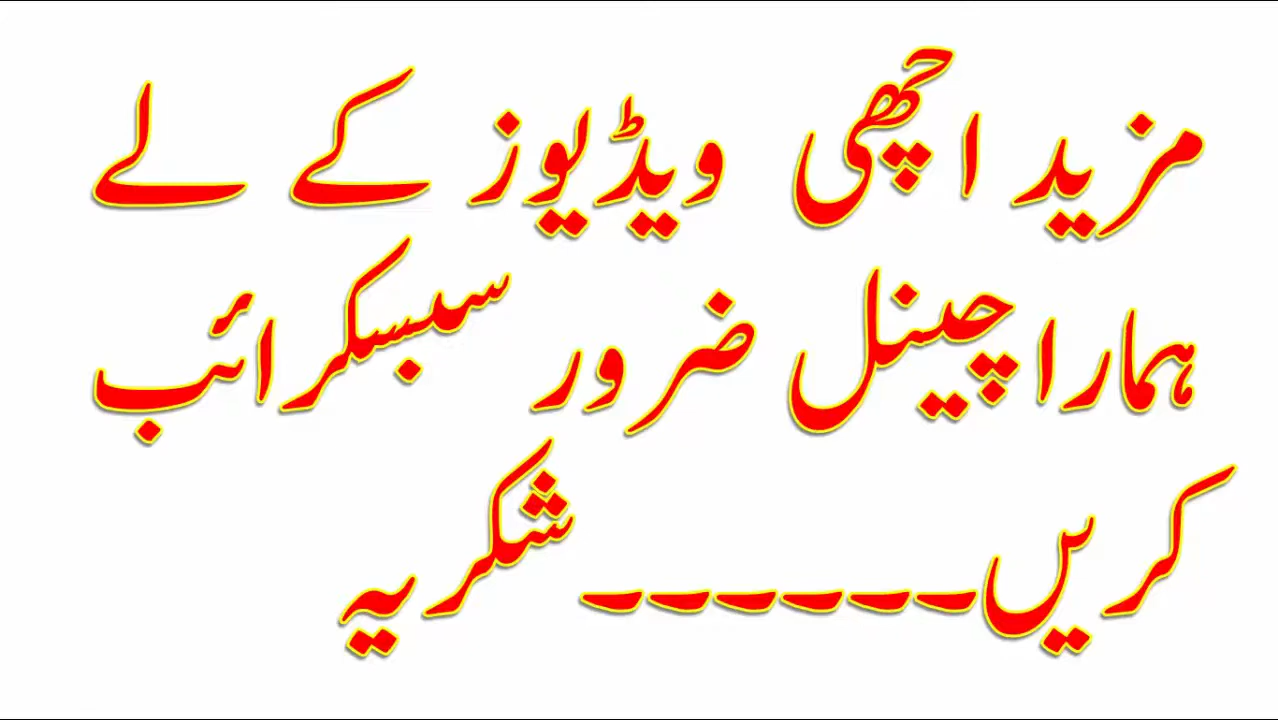 مزید اچھی ویڈیوز کے لے
ہمارا چینل ضرور سبسکرائب
کریں۔۔۔۔۔۔شکریہ